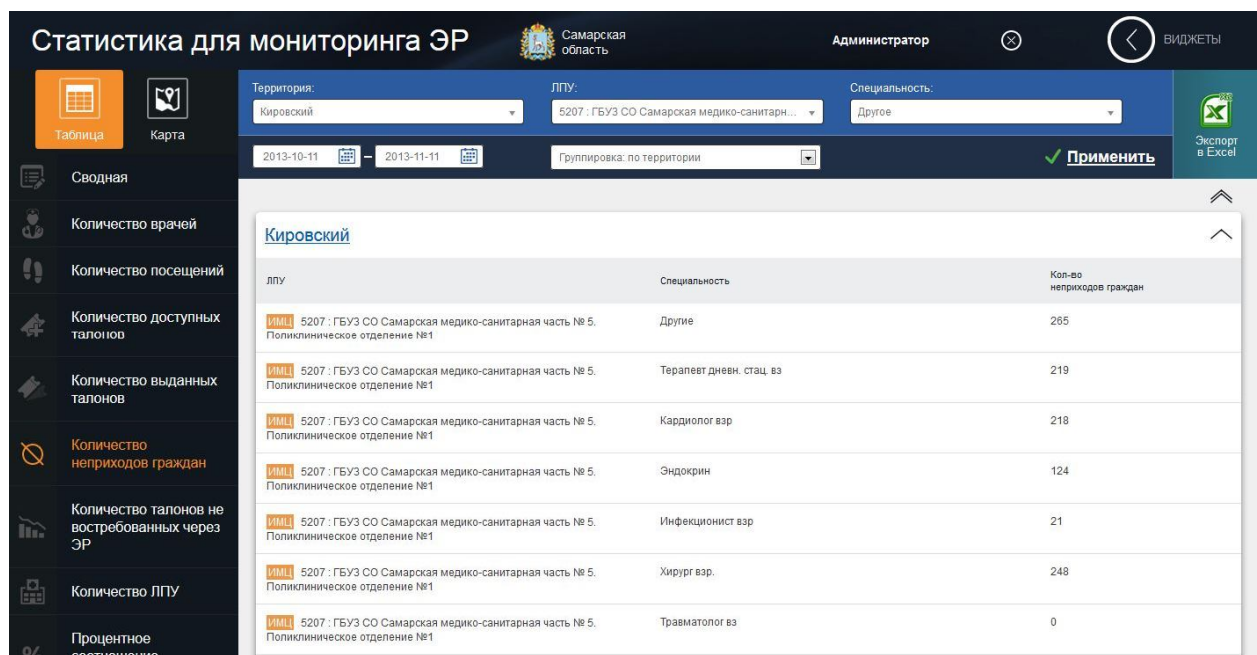 Статистика для мониторинга ЭР
Самарская
область
Администратор
ВИДЖЕТЫ
Таблица
Карта
Территория:
Кировский
ЛПУ:
5207 : ГБУЗ СО Самарская медико-санитарн...
Специальность:
Другое
2013-10-11 – 2013-11-11
Группировка: по территории
Применить
Экспорт
в Excel
Сводная
Количество врачей
Количество посещений
Количество доступных
талонов
Количество выданных
талонов
Количество
неприходов граждан
Количество талонов не
востребованных через
ЭР
Количество ЛПУ
Процентное
соотношение
Кировский
ЛПУ
Специальность
Кол-во
неприходов граждан
ИМЦ 5207 : ГБУЗ СО Самарская медико-санитарная часть № 5. Другие 265
Поликлиническое отделение №1
ИМЦ 5207 : ГБУЗ СО Самарская медико-санитарная часть № 5. Терапевт дневн. стац. вз 219
Поликлиническое отделение №1
ИМЦ 5207 : ГБУЗ СО Самарская медико-санитарная часть № 5. Кардиолог взр 218
Поликлиническое отделение №1
ИМЦ 5207 : ГБУЗ СО Самарская медико-санитарная часть № 5. Эндокрин 124
Поликлиническое отделение №1
ИМЦ 5207 : ГБУЗ СО Самарская медико-санитарная часть № 5. Инфекционист взр 21
Поликлиническое отделение №1
ИМЦ 5207 : ГБУЗ СО Самарская медико-санитарная часть № 5. Хирург взр. 248
Поликлиническое отделение №1
ИМЦ 5207 : ГБУЗ СО Самарская медико-санитарная часть № 5. Травматолог вз 0
Поликлиническое отделение №1